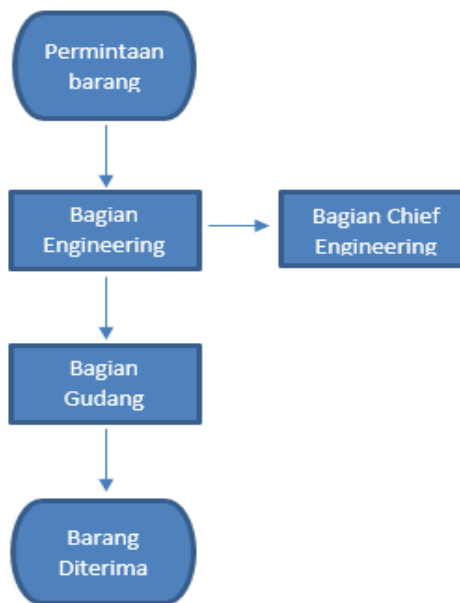 Permintaan
barang
Bagian
Engineering
Bagian Chief
Engineering
Bagian
Gudang
Barang
Diterima